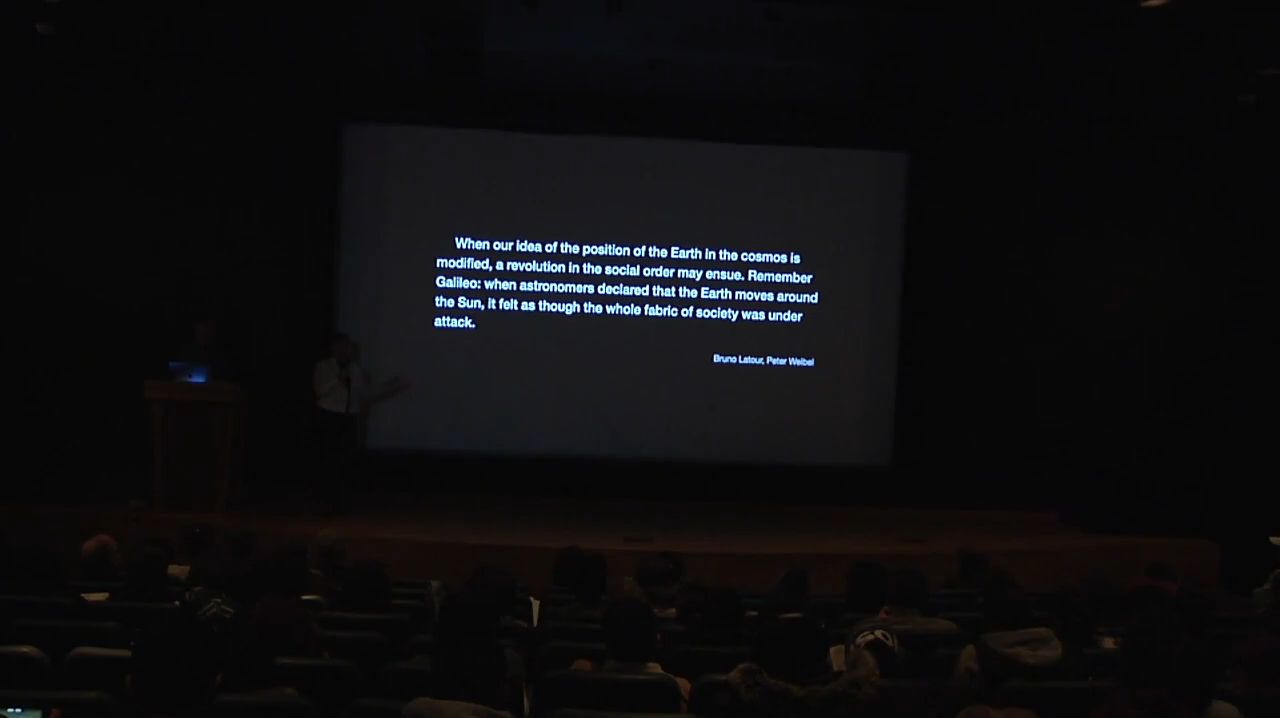 When our idea of the position of the Earth in the cosmos is
modified, a revolution in the social order may ensue. Remember
Galileo: when astronomers declared that the Earth moves around
the Sun, it felt as though the whole fabric of society was under
attack.
Bruno Latour, Peter Weibel